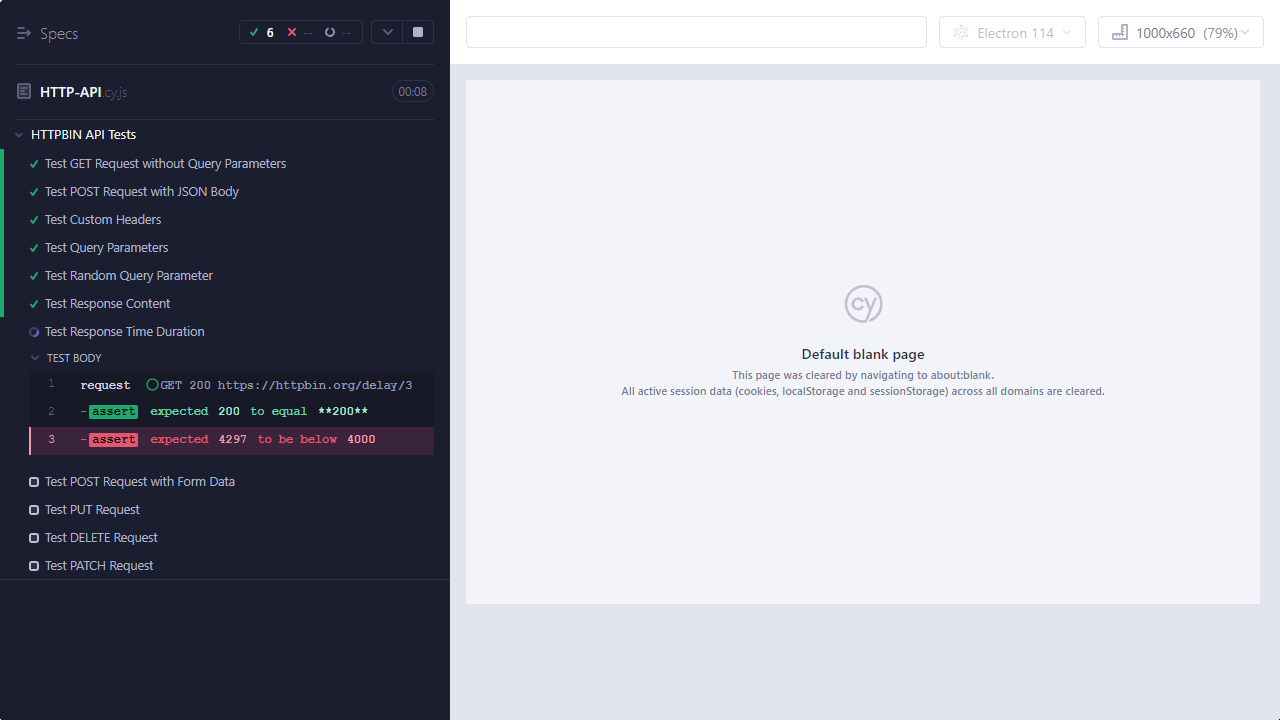 Specs
6 -- --
Electron 114
1000x660 (79%)
HTTP-API.cy.js
00:08
HTTPBIN API Tests
Test GET Request without Query Parameters
Test POST Request with JSON Body
Test Custom Headers
Test Query Parameters
Test Random Query Parameter
Test Response Content
Test Response Time Duration
TEST BODY
1 request GET 200 https://httpbin.org/delay/3
2 -assert expected 200 to equal **200**
3 -assert expected 4297 to be below 4000
Test POST Request with Form Data
Test PUT Request
Test DELETE Request
Test PATCH Request
cy
Default blank page
This page was cleared by navigating to about:blank.
All active session data (cookies, localStorage and sessionStorage) across all domains are cleared.